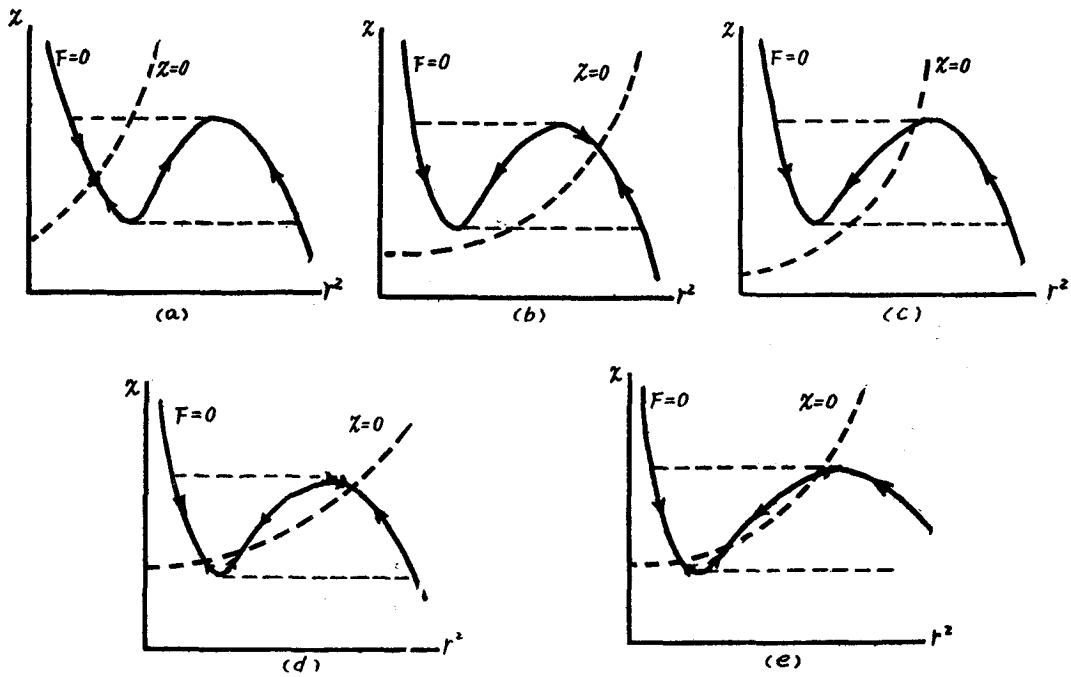 z F=0 z=0 r²
(a)
z F=0 z=0 r²
(b)
z F=0 z=0 r²
(c)
z F=0 z=0 r²
(d)
z F=0 z=0 r²
(e)